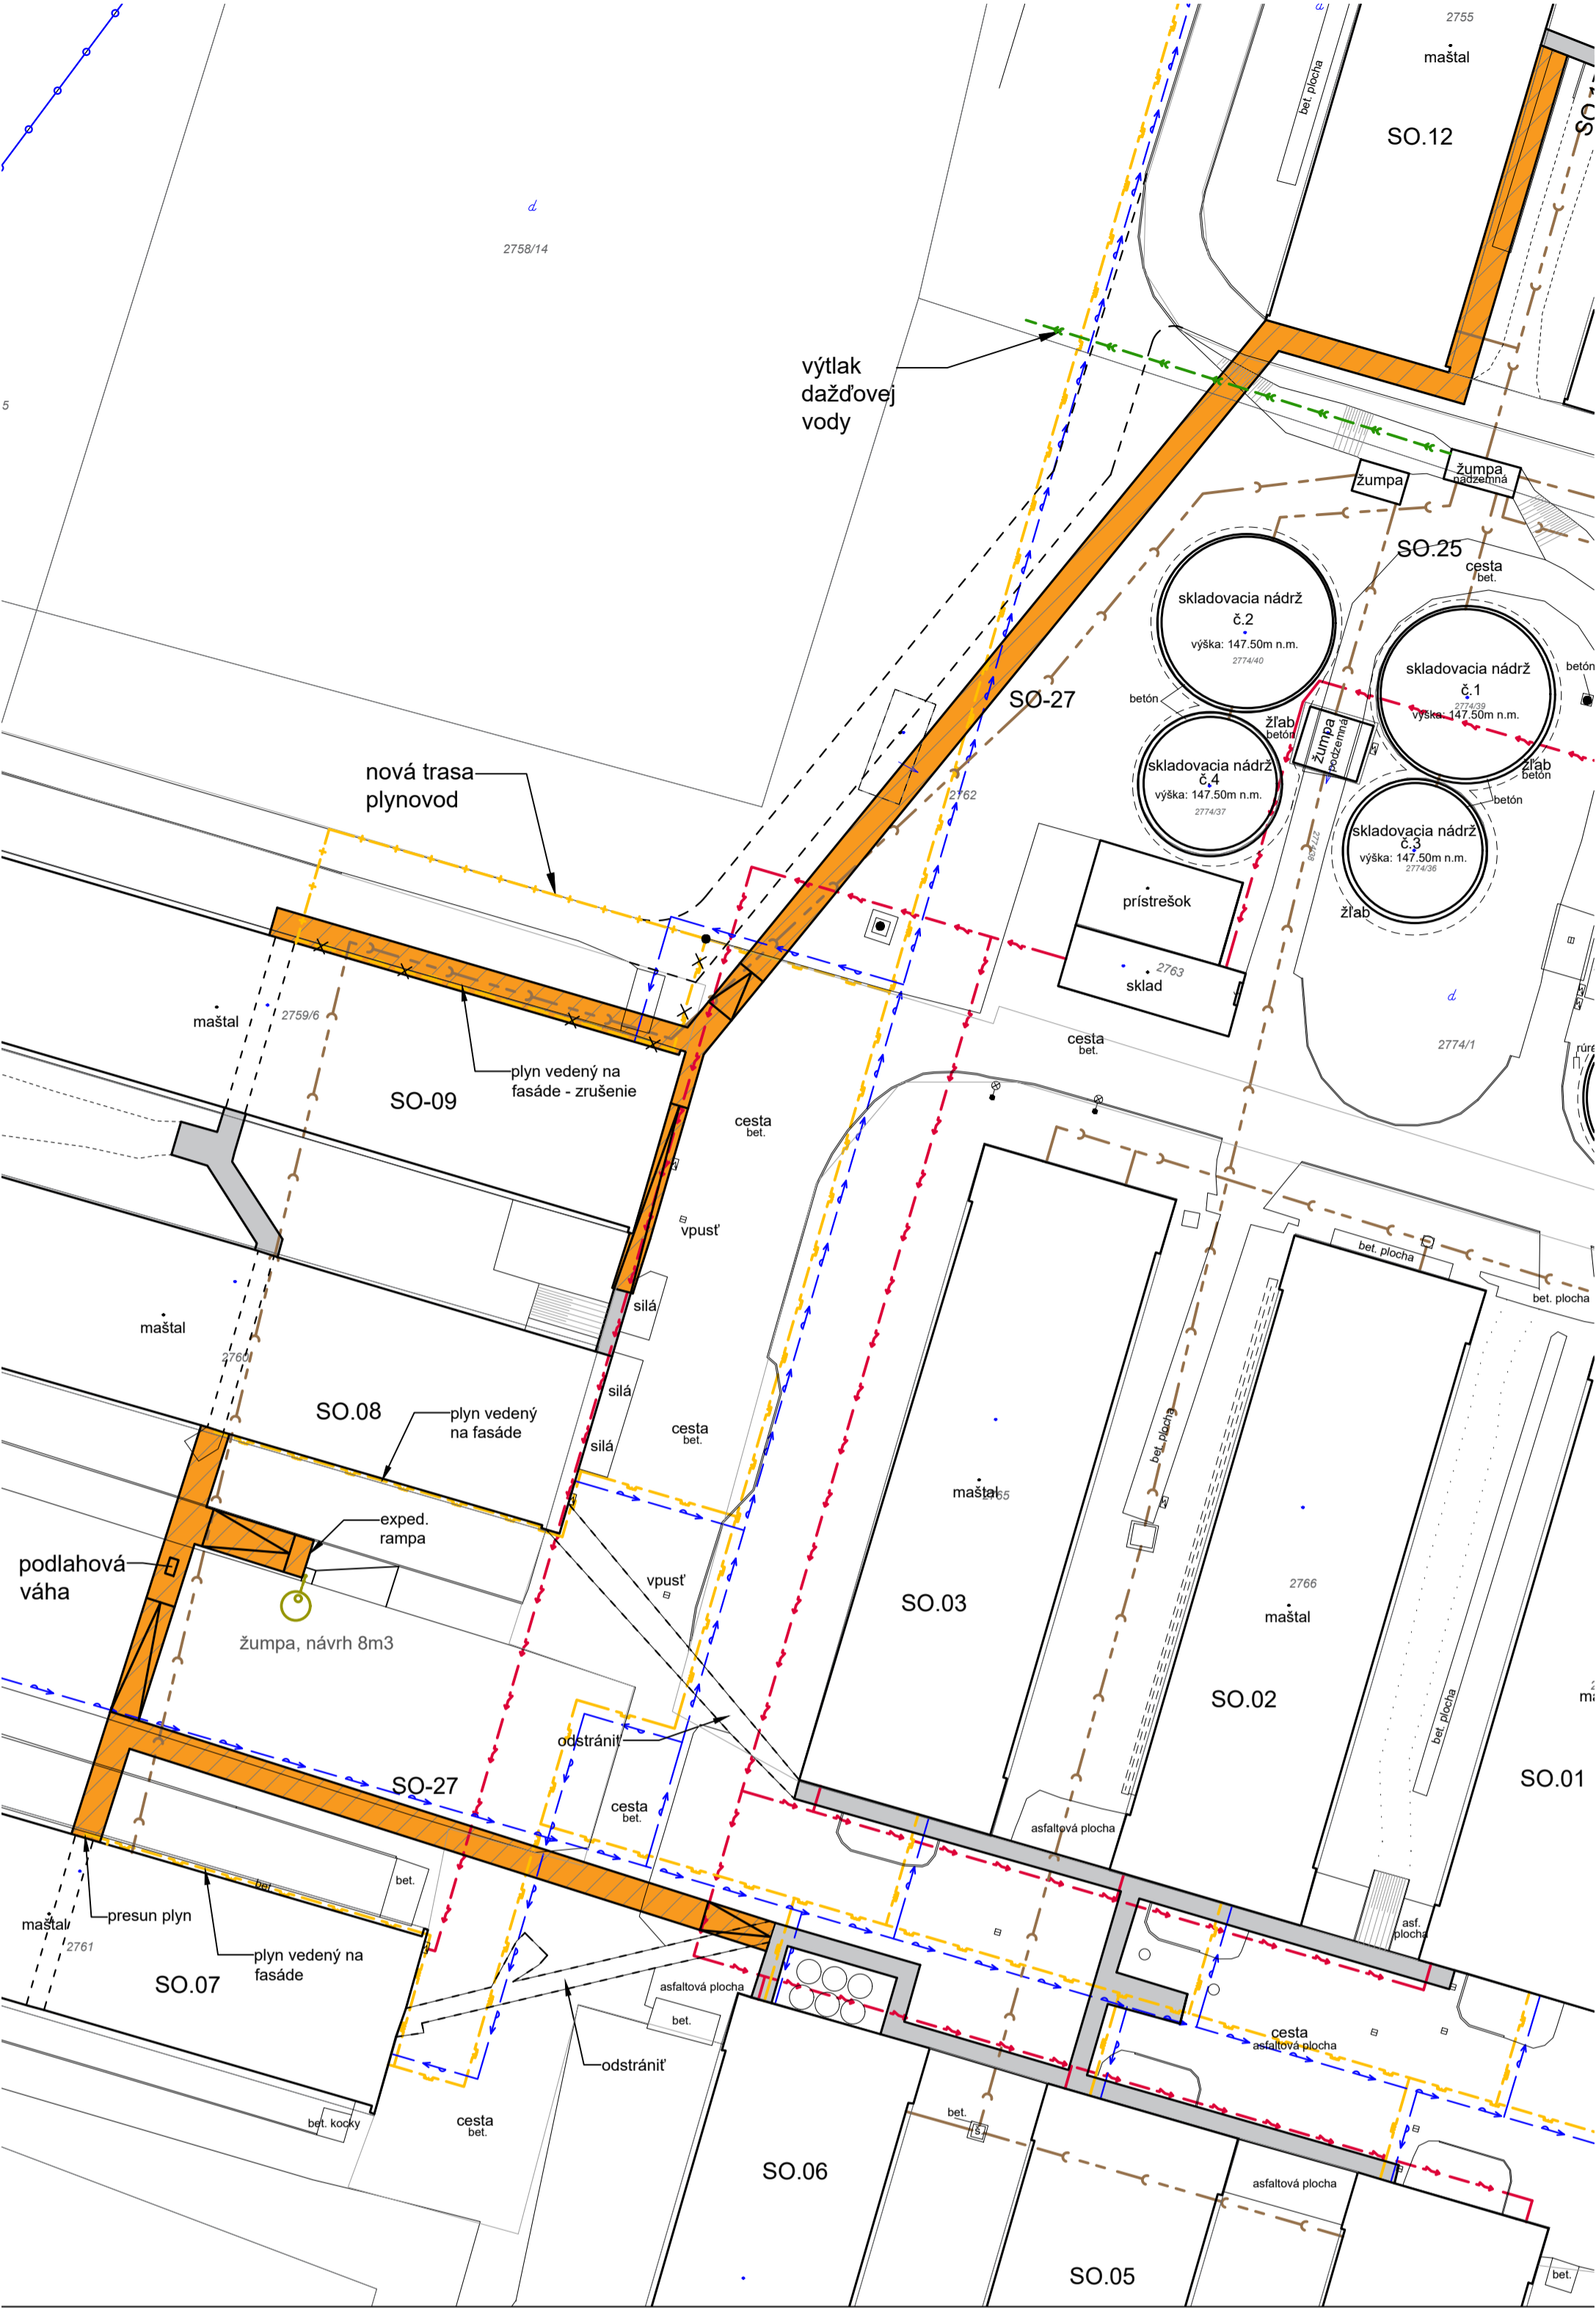 2755
maštal
bet. plocha
SO.12
d
2758/14
5
výtlak
dažďovej
vody
žumpa
žumpa
nadzemná
SO.25
cesta
bet.
skladovacia nádrž
č.2
výška: 147.50m n.m.
2774/40
skladovacia nádrž
č.1
2774/39
výška: 147.50m n.m.
betón
SO-27
betón
žľab
betón
žumpa
podzemná
žľab
betón
betón
skladovacia nádrž
č.4
výška: 147.50m n.m.
2774/37
skladovacia nádrž
č.3
výška: 147.50m n.m.
2774/36
žľab
nová trasa
plynovod
2762
prístrešok
2763
sklad
d
2774/1
cesta
bet.
maštal
2759/6
plyn vedený na
fasáde - zrušenie
SO-09
cesta
bet.
vpusť
bet. plocha
bet. plocha
silá
maštal
2760
silá
SO.08
plyn vedený
na fasáde
silá
cesta
bet.
bet. plocha
maštal
2765
exped.
rampa
podlahová
váha
vpusť
SO.03
2766
maštal
žumpa, návrh 8m3
SO.02
bet. plocha
odstrániť
SO-27
cesta
bet.
SO.01
asfaltová plocha
bet.
bet.
presun plyn
maštal
2761
plyn vedený na
fasáde
SO.07
asf.
plocha
asfaltová plocha
bet.
odstrániť
cesta
asfaltová plocha
bet. kocky
cesta
bet.
bet.
SO.06
asfaltová plocha
SO.05
bet.